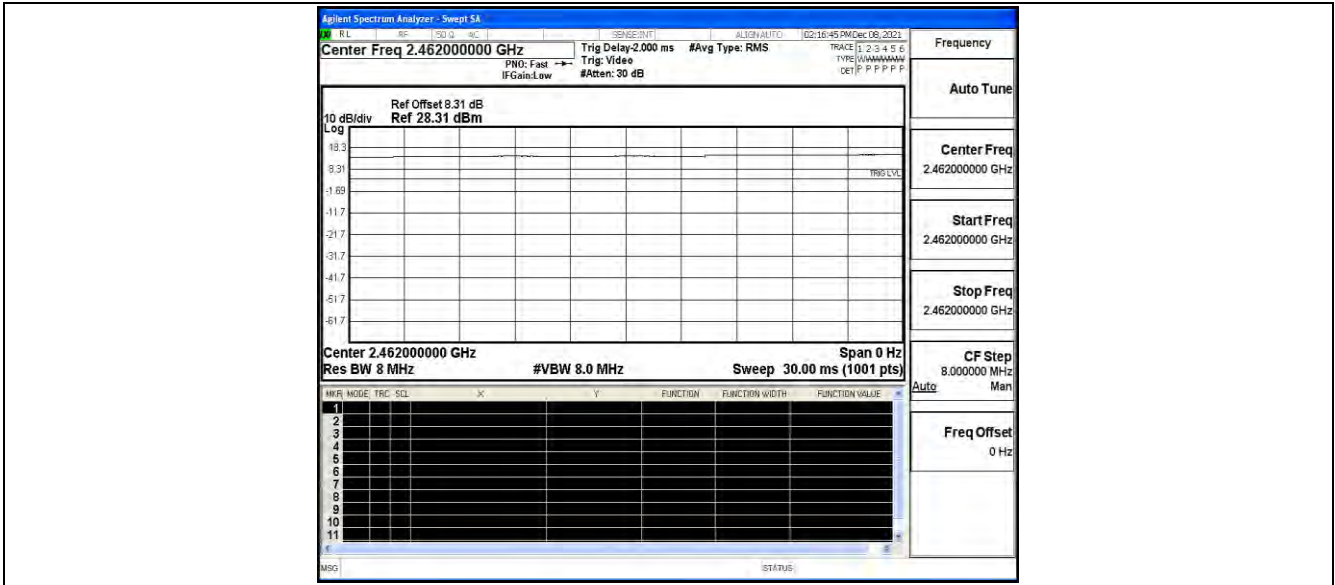 Agilent Spectrum Analyzer - Swept SA
RL RF 50 Ω AC SENSE:INT ALIGNAUTO 02:16:45 PM Dec 08, 2021
Center Freq 2.462000000 GHz
PNO: Fast
IFGain:Low
Trig Delay-2.000 ms
Trig: Video
#Atten: 30 dB
#Avg Type: RMS
TRACE 1 2 3 4 5 6
TYPE
DET P P P P P P
Ref Offset 8.31 dB
10 dB/div Ref 28.31 dBm
Log
18.3
8.31
TRIG LVL
-1.69
-11.7
-21.7
-31.7
-41.7
-51.7
-61.7
Center 2.462000000 GHz Span 0 Hz
Res BW 8 MHz #VBW 8.0 MHz Sweep 30.00 ms (1001 pts)
MKR MODE TRC SCL X Y FUNCTION FUNCTION WIDTH FUNCTION VALUE
1
2
3
4
5
6
7
8
9
10
11
MSG STATUS
Frequency
Auto Tune
Center Freq
2.462000000 GHz
Start Freq
2.462000000 GHz
Stop Freq
2.462000000 GHz
CF Step
8.000000 MHz
Auto Man
Freq Offset
0 Hz